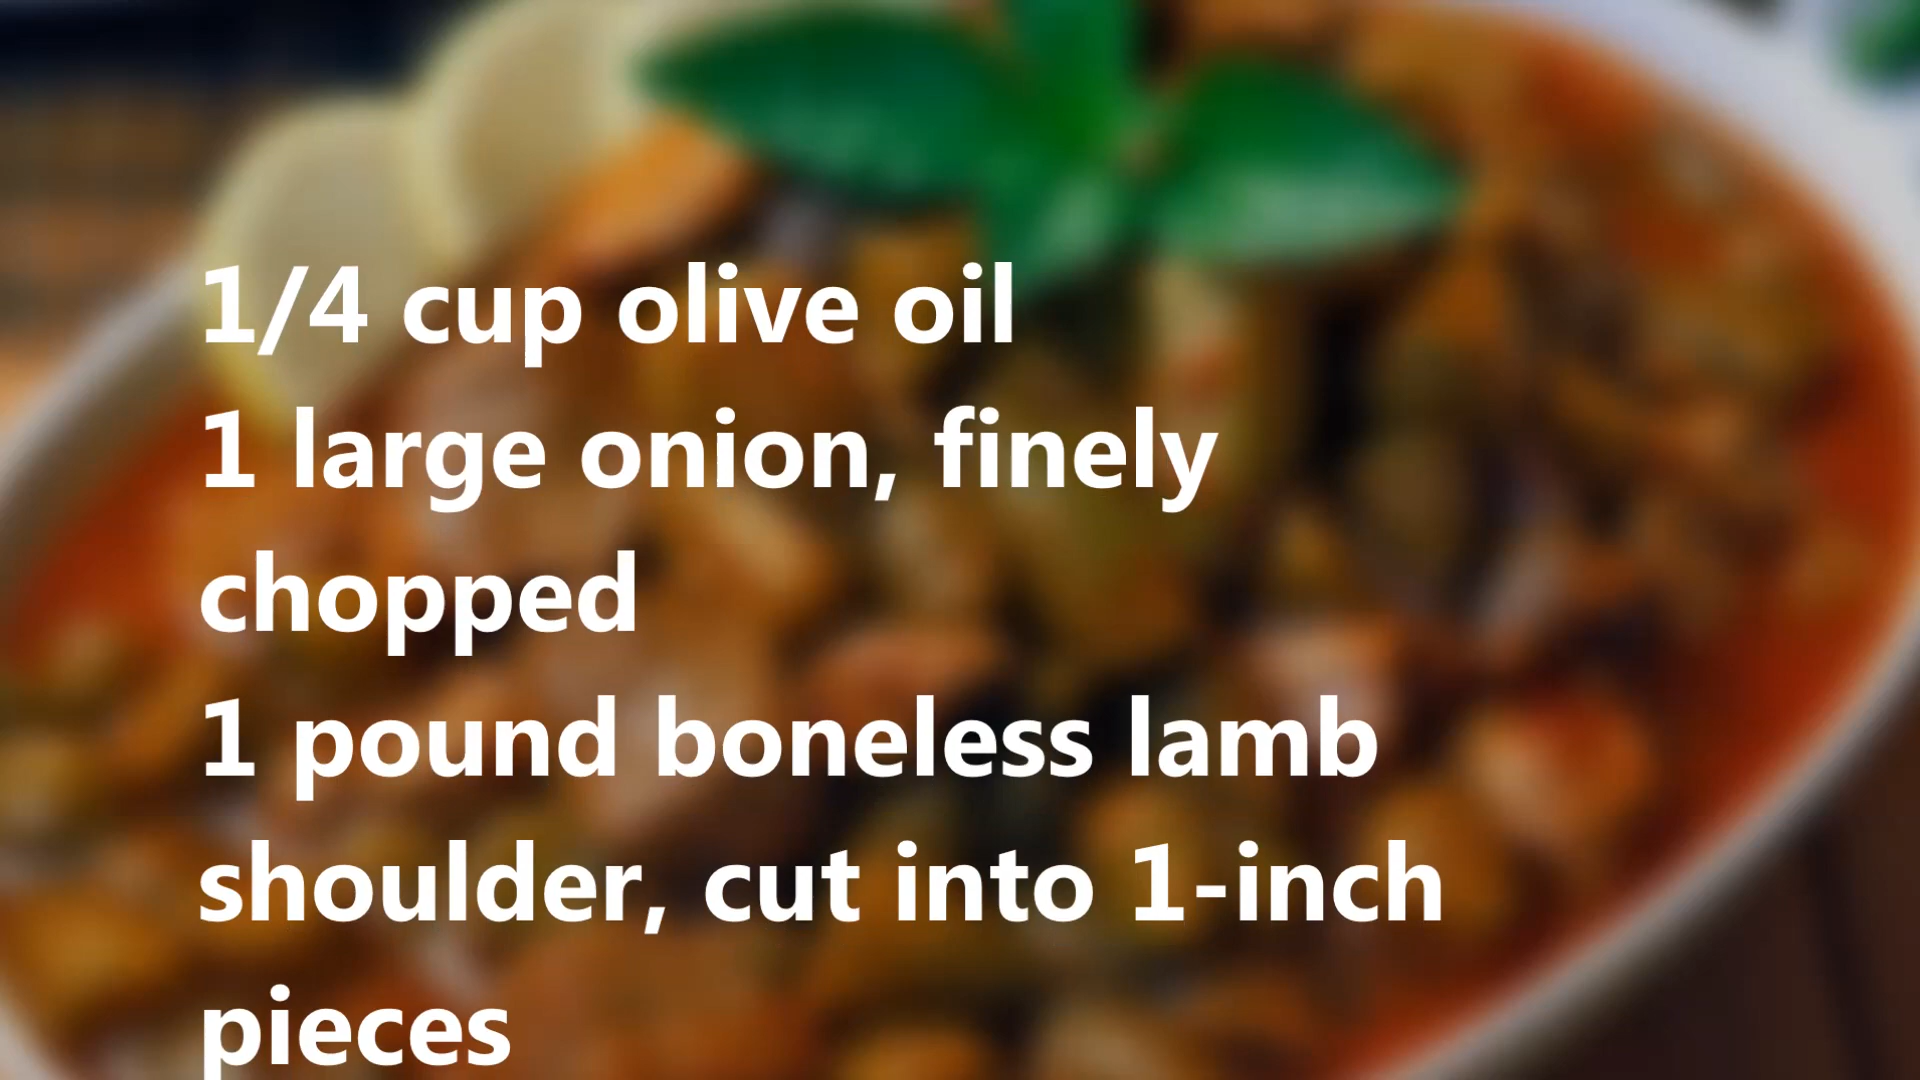 1/4 cup olive oil
1 large onion, finely
chopped
1 pound boneless lamb
shoulder, cut into 1-inch
pieces